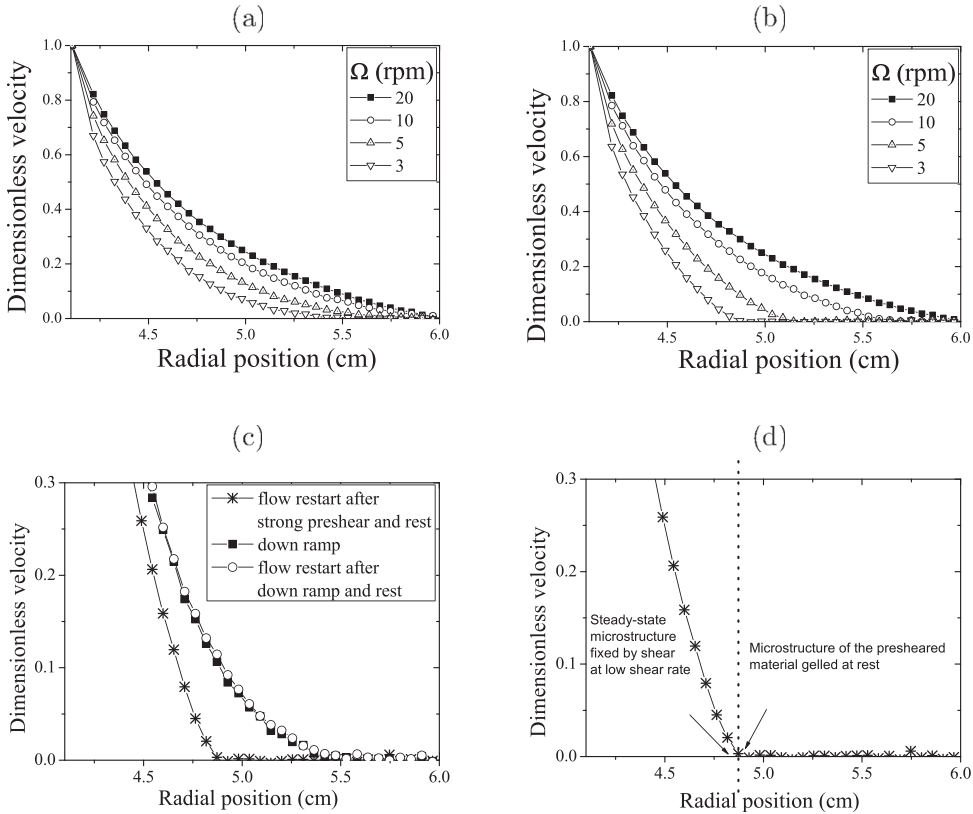 (a)
Dimensionless velocity
1.0
0.8
0.6
0.4
0.2
0.0
4.5
5.0
5.5
6.0
Radial position (cm)
Ω (rpm)
20
10
5
3
(b)
Dimensionless velocity
1.0
0.8
0.6
0.4
0.2
0.0
4.5
5.0
5.5
6.0
Radial position (cm)
Ω (rpm)
20
10
5
3
(c)
Dimensionless velocity
0.3
0.2
0.1
0.0
4.5
5.0
5.5
6.0
Radial position (cm)
flow restart after
strong preshear and rest
down ramp
flow restart after
down ramp and rest
(d)
Dimensionless velocity
0.3
0.2
0.1
0.0
4.5
5.0
5.5
6.0
Radial position (cm)
Steady-state
microstructure
fixed by shear
at low shear rate
Microstructure of the presheared
material gelled at rest